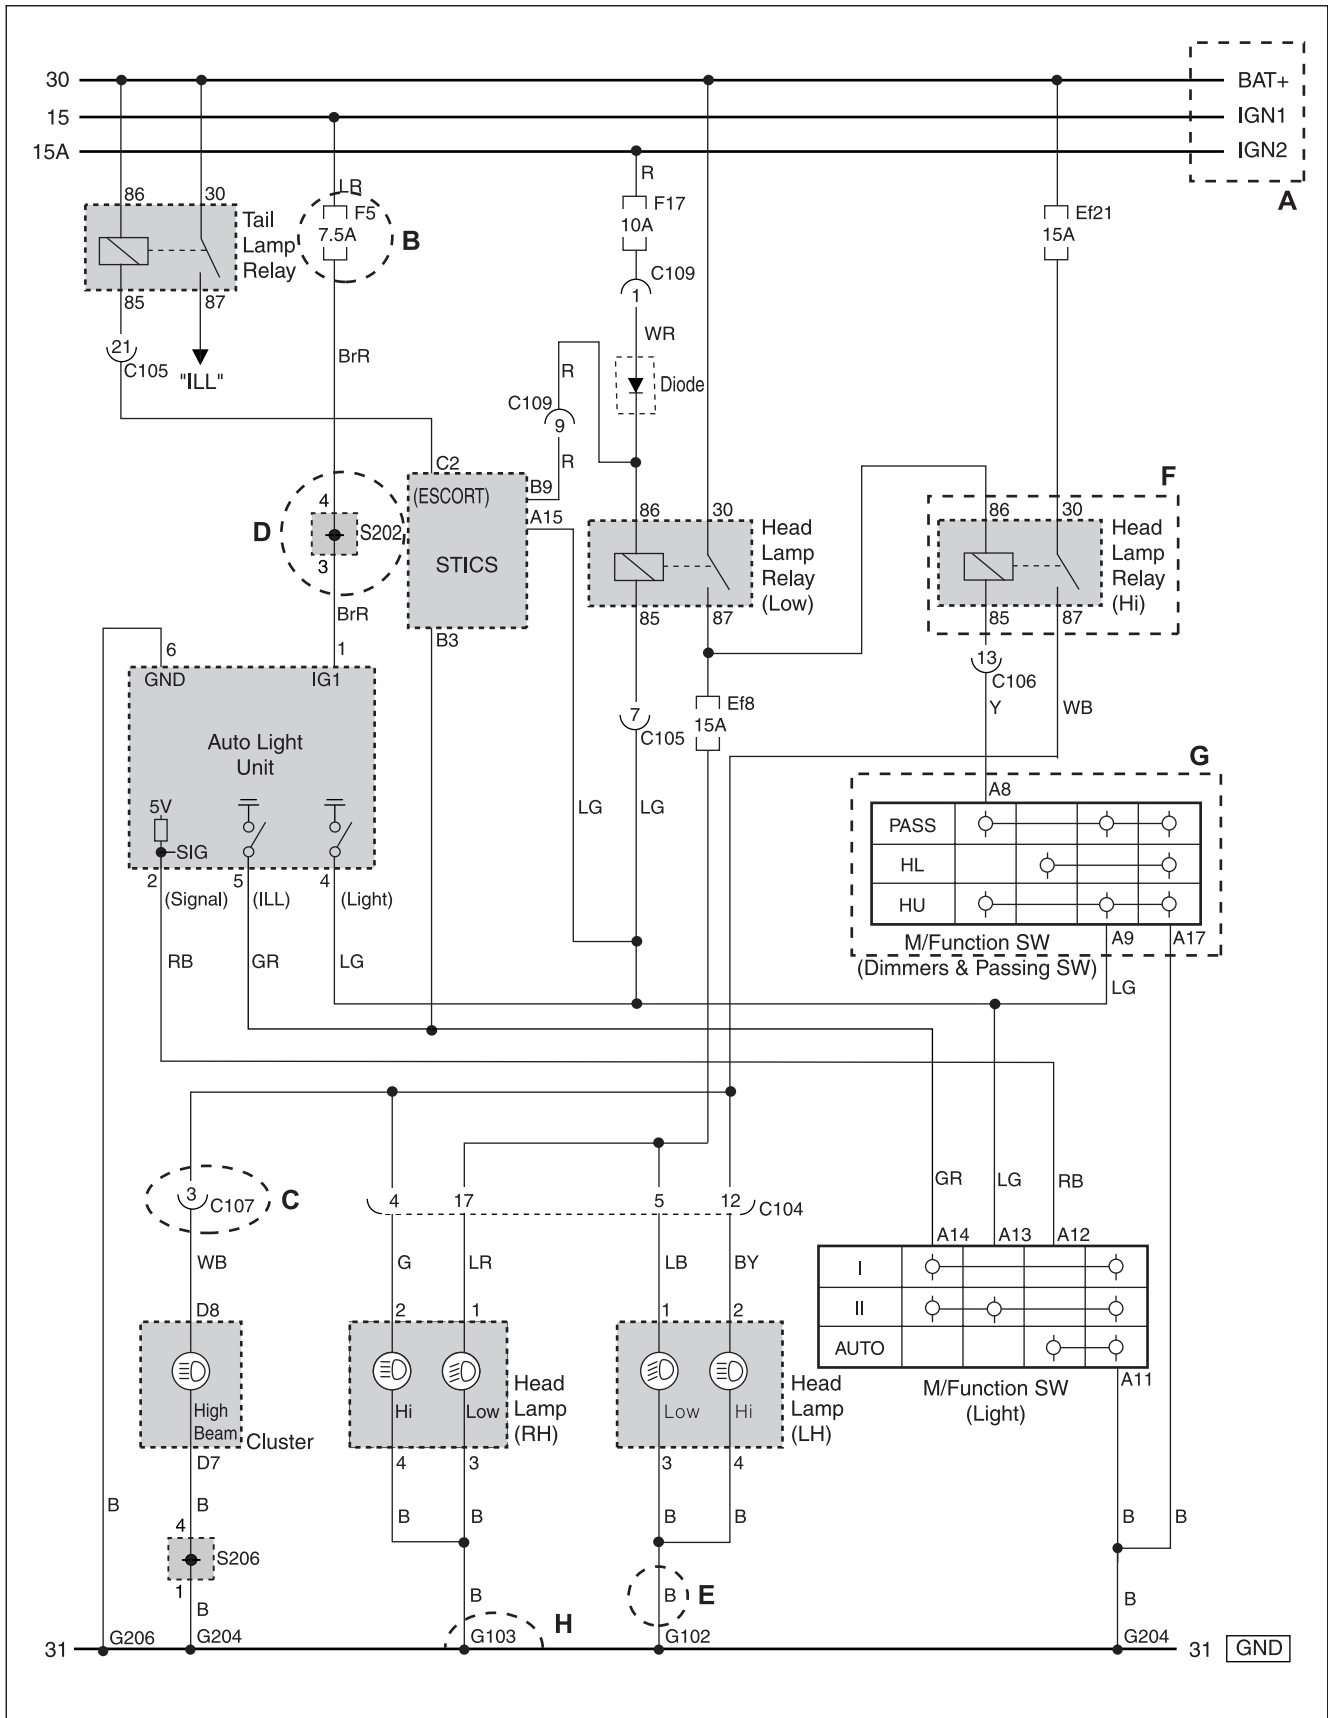 30
BAT+
15
IGN1
15A
IGN2
A
R
LR
86
30
Tail
Lamp
Relay
F5
7.5A
B
F17
10A
Ef21
15A
85
87
C109
1
21
C105
"ILL"
BrR
WR
R
Diode
C109
9
R
C2
(ESCORT)
B9
A15
STICS
B3
4
D
S202
3
BrR
F
86
30
Head
Lamp
Relay
(Low)
85
87
86
30
Head
Lamp
Relay
(Hi)
85
87
6
1
GND
IG1
Auto Light
Unit
5V
SIG
2
(Signal)
5
(ILL)
4
(Light)
13
C106
Y
WB
Ef8
15A
7
C105
G
LG
LG
A8
PASS
HL
HU
M/Function SW
(Dimmers & Passing SW)
A9
A17
LG
RB
GR
LG
GR
LG
RB
3
C107
C
4
17
5
12
C104
A14
A13
A12
WB
G
LR
LB
BY
I
II
AUTO
M/Function SW
(Light)
A11
D8
2
1
1
2
High
Beam
Cluster
Hi
Low
Head
Lamp
(RH)
Low
Hi
Head
Lamp
(LH)
D7
4
3
3
4
B
B
B
B
B
B
B
B
4
S206
1
B
B
B
E
B
H
31
G206
G204
G103
G102
G204
31
GND